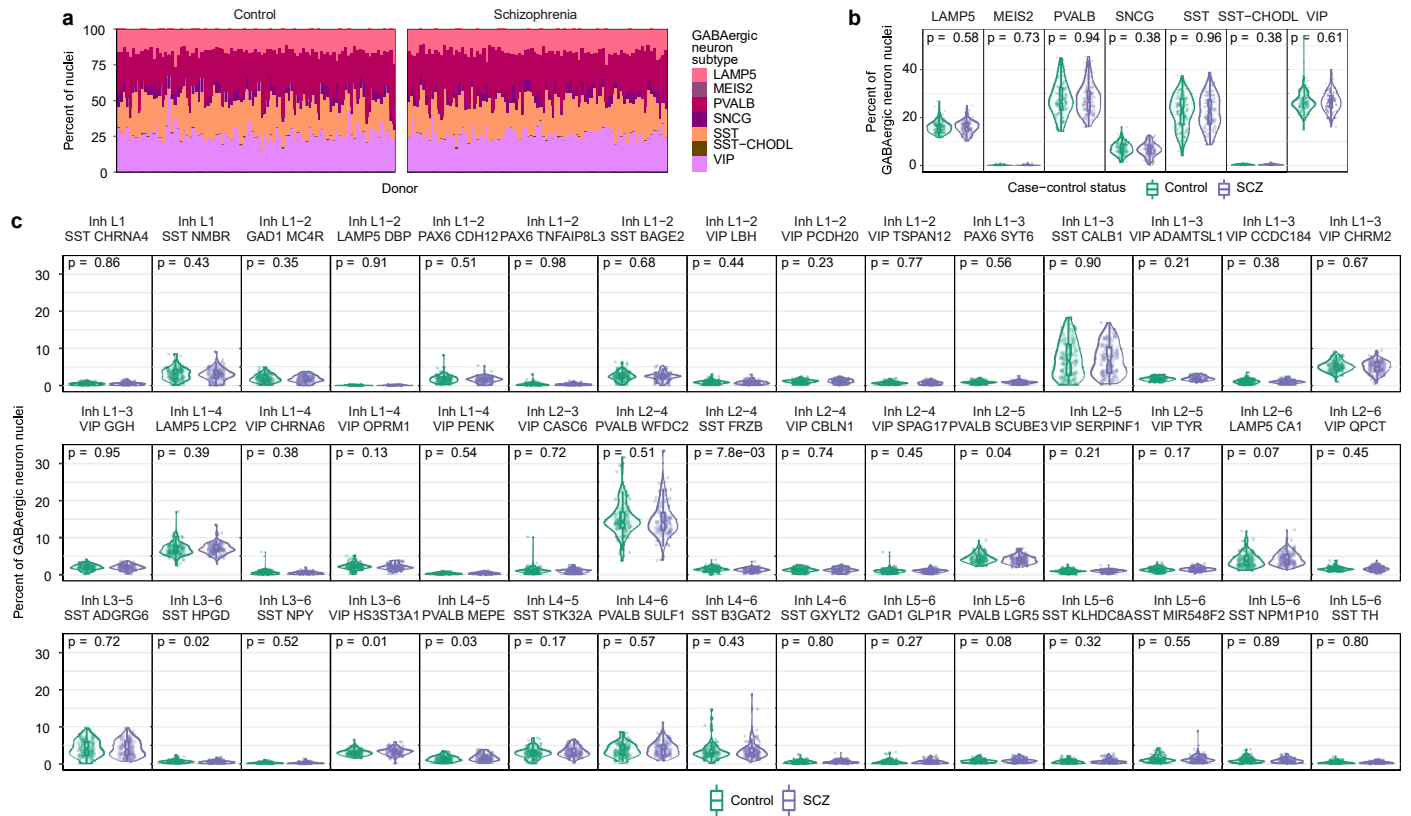 a
Control
Schizophrenia
100
75
50
25
0
Percent of nuclei
Donor
GABAergic
neuron
subtype
LAMP5
MEIS2
PVALB
SNCG
SST
SST−CHODL
VIP
b
LAMP5 MEIS2 PVALB SNCG SST SST−CHODL VIP
p = 0.58 p = 0.73 p = 0.94 p = 0.38 p = 0.96 p = 0.38 p = 0.61
40
20
0
Percent of
GABAergic neuron nuclei
Case−control status Control SCZ
c
Inh L1 Inh L1 Inh L1−2 Inh L1−2 Inh L1−2 Inh L1−2 Inh L1−2 Inh L1−2 Inh L1−2 Inh L1−2 Inh L1−3 Inh L1−3 Inh L1−3 Inh L1−3 Inh L1−3
SST CHRNA4 SST NMBR GAD1 MC4R LAMP5 DBP PAX6 CDH12 PAX6 TNFAIP8L3 SST BAGE2 VIP LBH VIP PCDH20 VIP TSPAN12 PAX6 SYT6 SST CALB1 VIP ADAMTSL1 VIP CCDC184 VIP CHRM2
p = 0.86 p = 0.43 p = 0.35 p = 0.91 p = 0.51 p = 0.98 p = 0.68 p = 0.44 p = 0.23 p = 0.77 p = 0.56 p = 0.90 p = 0.21 p = 0.38 p = 0.67
30
20
10
0
Inh L1−3 Inh L1−4 Inh L1−4 Inh L1−4 Inh L1−4 Inh L2−3 Inh L2−4 Inh L2−4 Inh L2−4 Inh L2−4 Inh L2−5 Inh L2−5 Inh L2−5 Inh L2−6 Inh L2−6
VIP GGH LAMP5 LCP2 VIP CHRNA6 VIP OPRM1 VIP PENK VIP CASC6 PVALB WFDC2 SST FRZB VIP CBLN1 VIP SPAG17 PVALB SCUBE3 VIP SERPINF1 VIP TYR LAMP5 CA1 VIP QPCT
p = 0.95 p = 0.39 p = 0.38 p = 0.13 p = 0.54 p = 0.72 p = 0.51 p = 7.8e−03 p = 0.74 p = 0.45 p = 0.04 p = 0.21 p = 0.17 p = 0.07 p = 0.45
30
20
10
0
Percent of GABAergic neuron nuclei
Inh L3−5 Inh L3−6 Inh L3−6 Inh L3−6 Inh L4−5 Inh L4−5 Inh L4−6 Inh L4−6 Inh L4−6 Inh L5−6 Inh L5−6 Inh L5−6 Inh L5−6 Inh L5−6 Inh L5−6
SST ADGRG6 SST HPGD SST NPY VIP HS3ST3A1 PVALB MEPE SST STK32A PVALB SULF1 SST B3GAT2 SST GXYLT2 GAD1 GLP1R PVALB LGR5 SST KLHDC8A SST MIR548F2 SST NPM1P10 SST TH
p = 0.72 p = 0.02 p = 0.52 p = 0.01 p = 0.03 p = 0.17 p = 0.57 p = 0.43 p = 0.80 p = 0.27 p = 0.08 p = 0.32 p = 0.55 p = 0.89 p = 0.80
30
20
10
0
Control SCZ